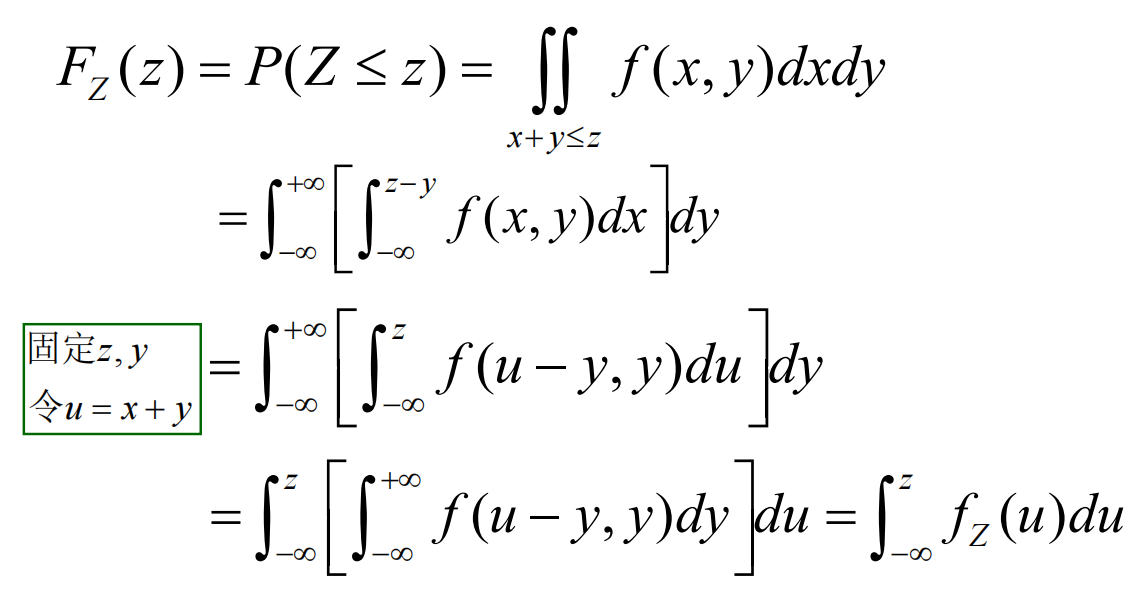 F_Z(z) = P(Z ≤ z) = ∬_{x+y≤z} f(x, y)dxdy
= ∫_{−∞}^{+∞} [ ∫_{−∞}^{z−y} f(x, y)dx ] dy
固定z, y
令u = x + y
= ∫_{−∞}^{+∞} [ ∫_{−∞}^{z} f(u − y, y)du ] dy
= ∫_{−∞}^{z} [ ∫_{−∞}^{+∞} f(u − y, y)dy ] du = ∫_{−∞}^{z} f_Z(u)du